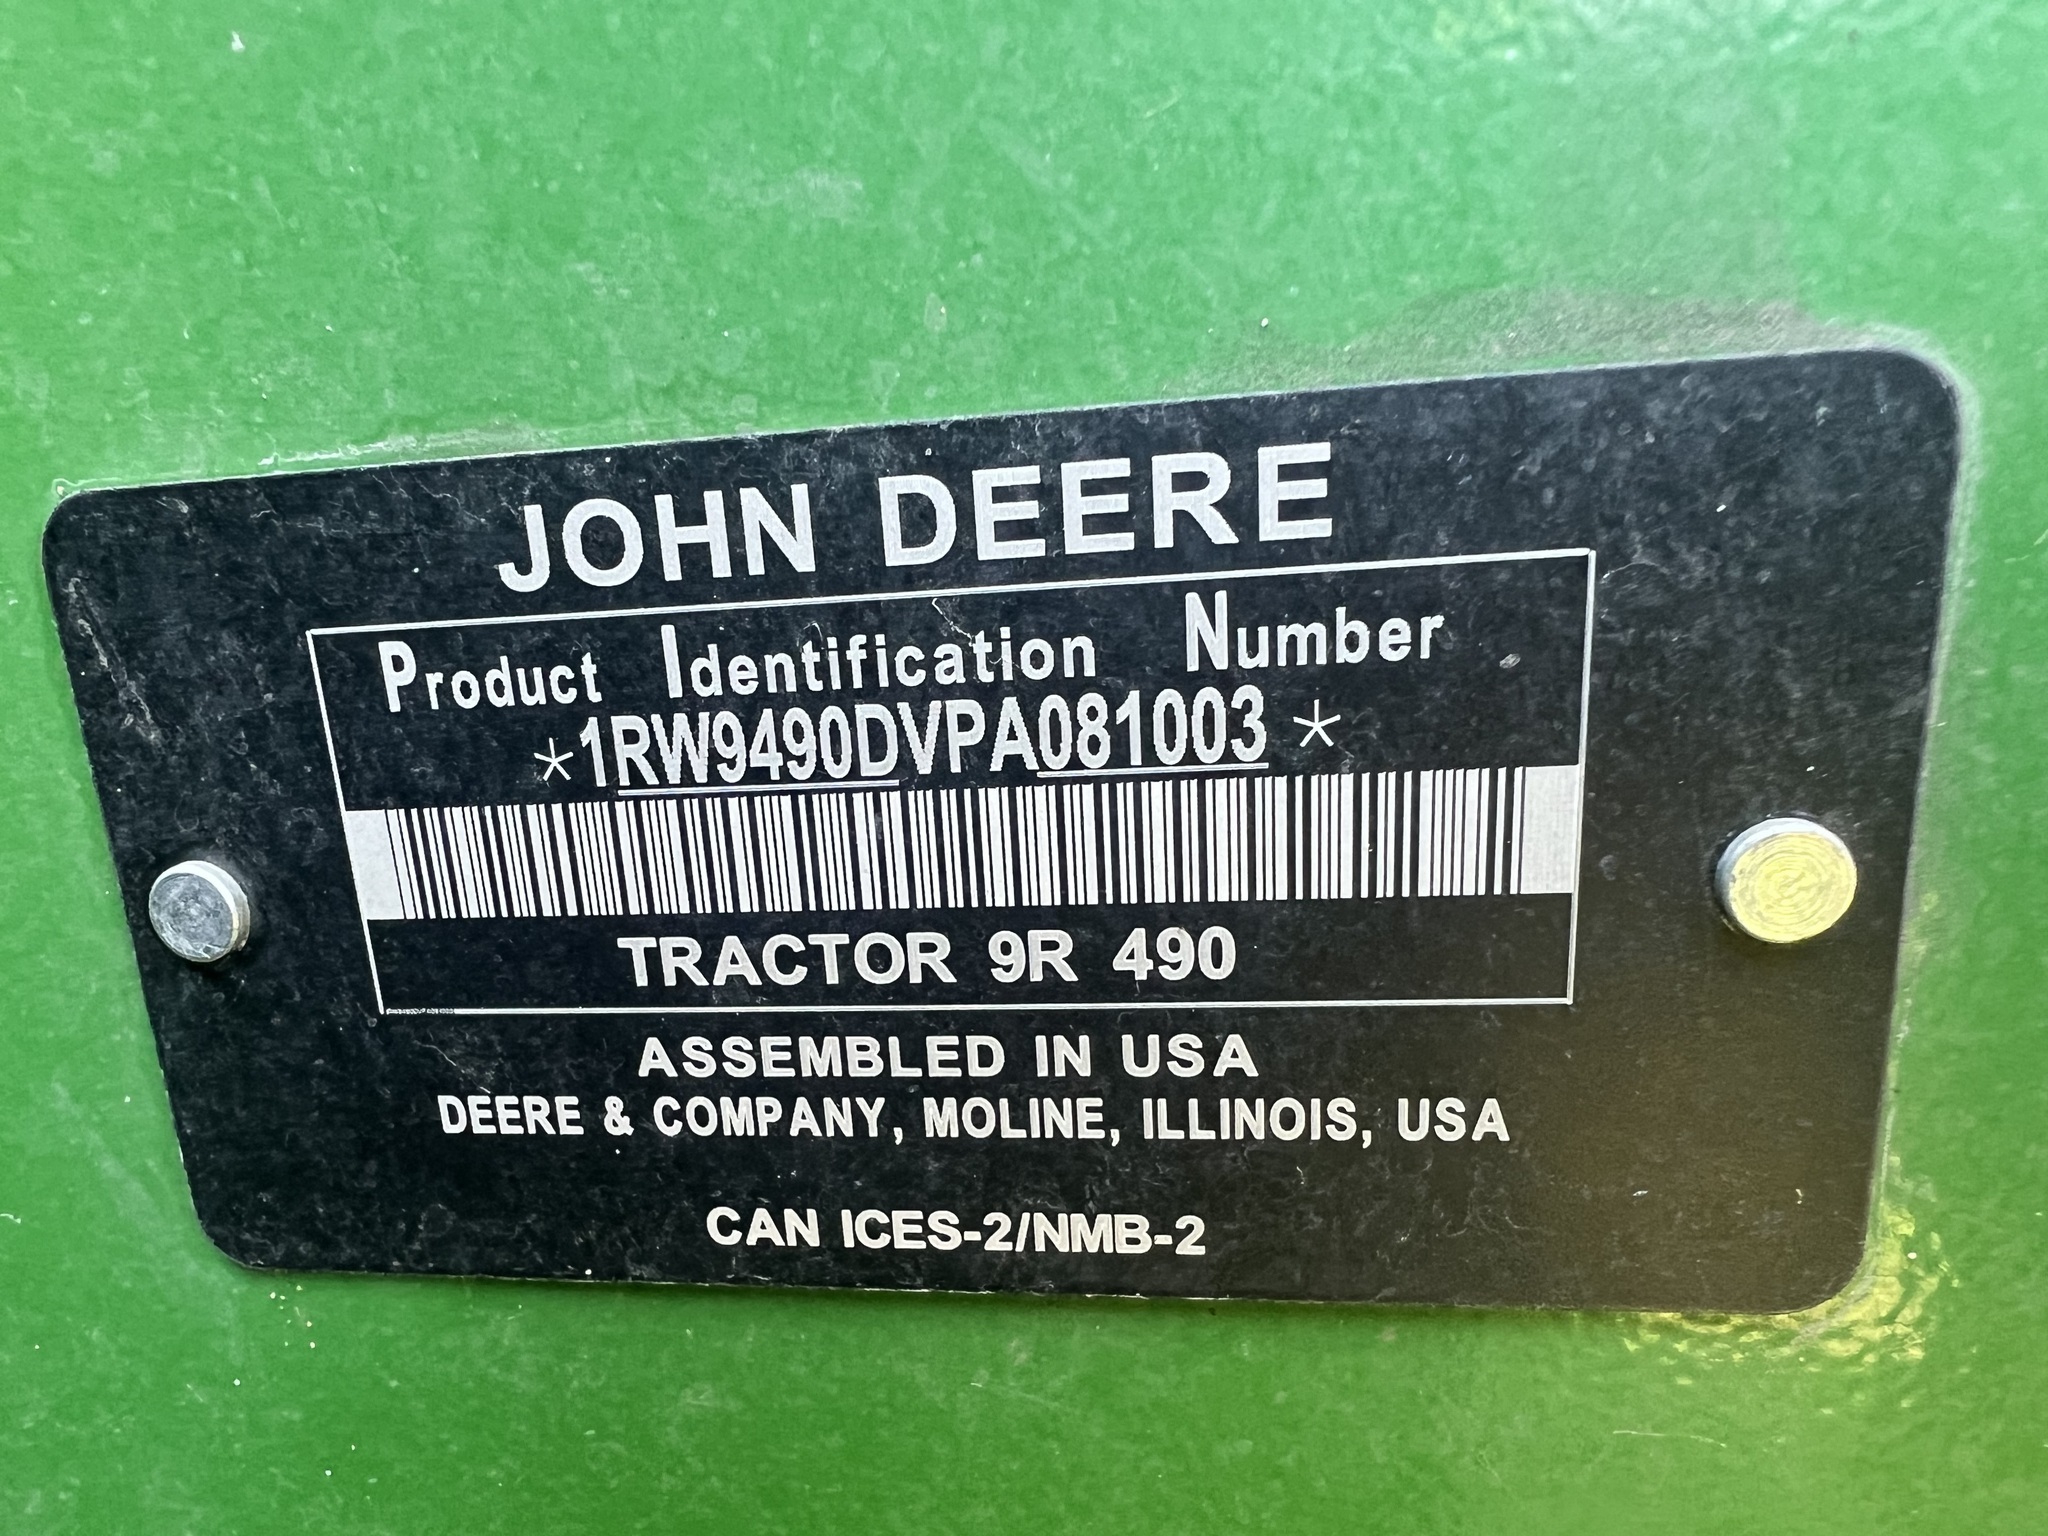 JOHN DEERE
Product Identification Number
*1RW9490DVPA081003*
TRACTOR 9R 490
ASSEMBLED IN USA
DEERE & COMPANY, MOLINE, ILLINOIS, USA
CAN ICES-2/NMB-2